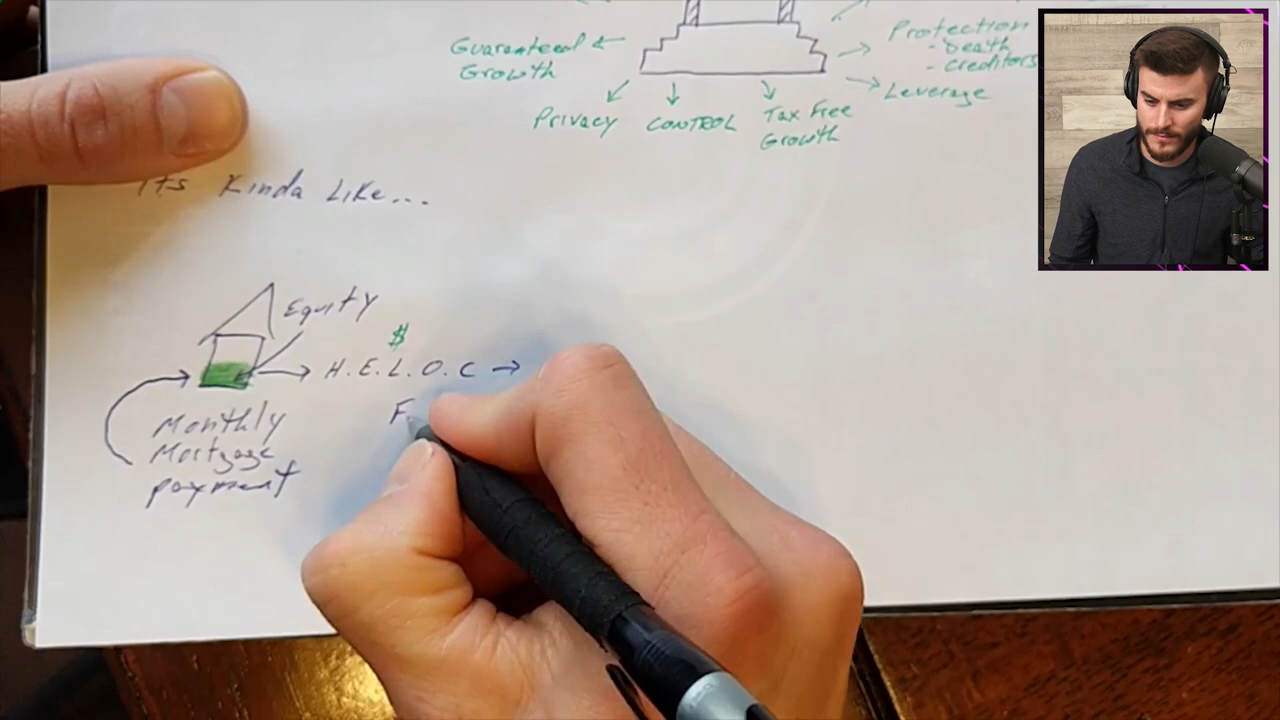 Guaranteed
Growth
Privacy
CONTROL
Tax Free
Growth
Leverage
Protection
- Death
- Creditors
Its Kinda Like...
Equity
$
H.E.L.O.C
F
Monthly
Mortgage
payment